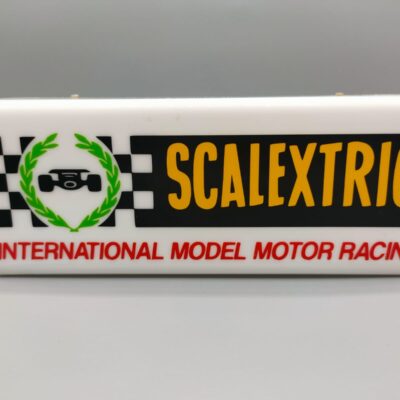 SCALEXTRIC
INTERNATIONAL MODEL MOTOR RACIN